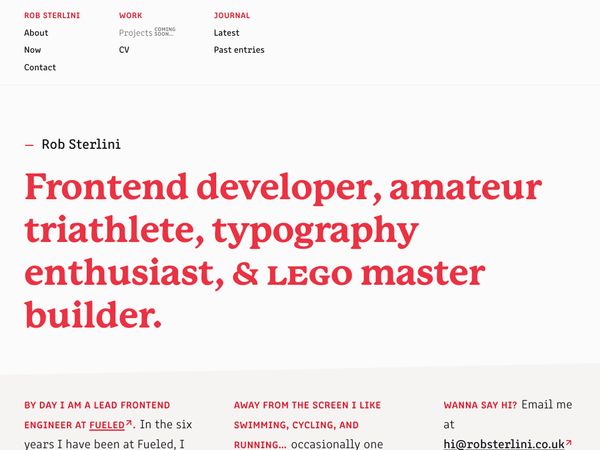 ROB STERLINI
About
Now
Contact
WORK
Projects COMING SOON…
CV
JOURNAL
Latest
Past entries
— Rob Sterlini
Frontend developer, amateur
triathlete, typography
enthusiast, & LEGO master
builder.
BY DAY I AM A LEAD FRONTEND
ENGINEER AT FUELED↗. In the six
years I have been at Fueled, I
AWAY FROM THE SCREEN I LIKE
SWIMMING, CYCLING, AND
RUNNING… occasionally one
WANNA SAY HI? Email me
at
hi@robsterlini.co.uk↗